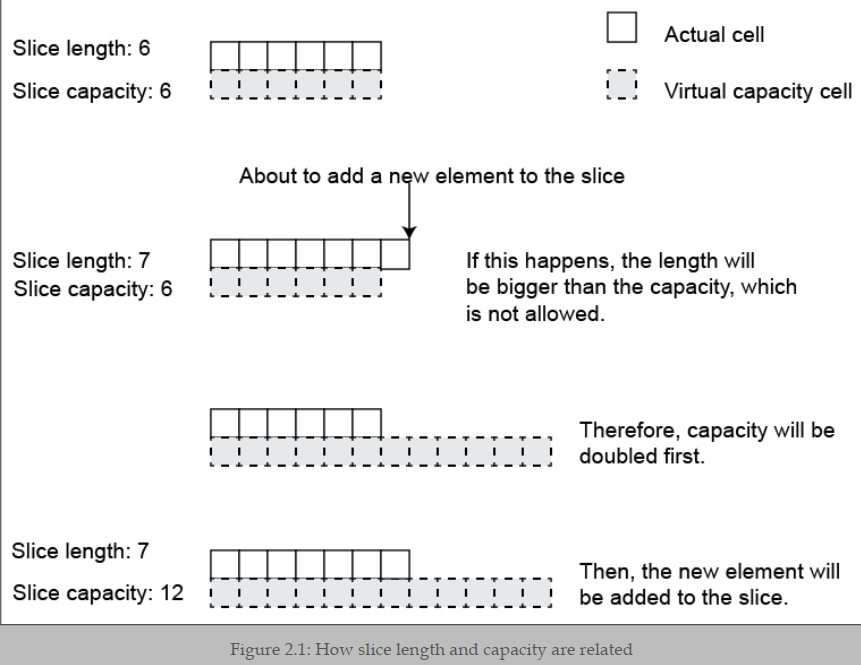 Slice length: 6
Slice capacity: 6
Actual cell
Virtual capacity cell
About to add a new element to the slice
Slice length: 7
Slice capacity: 6
If this happens, the length will
be bigger than the capacity, which
is not allowed.
Therefore, capacity will be
doubled first.
Slice length: 7
Slice capacity: 12
Then, the new element will
be added to the slice.
Figure 2.1: How slice length and capacity are related